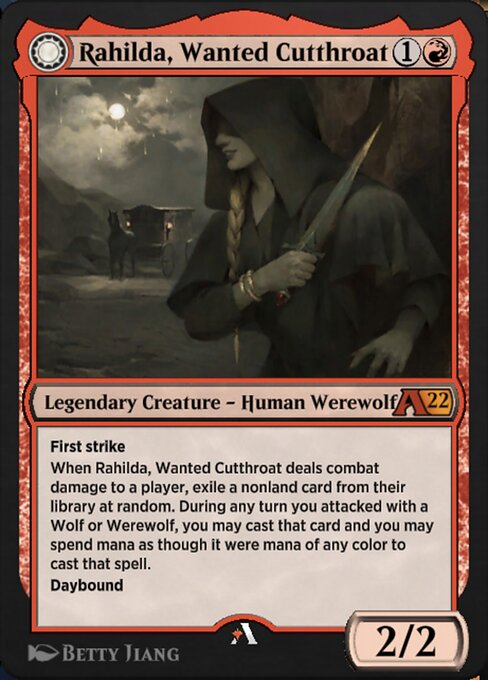 Rahilda, Wanted Cutthroat 1
Legendary Creature – Human Werewolf A22
First strike
When Rahilda, Wanted Cutthroat deals combat
damage to a player, exile a nonland card from their
library at random. During any turn you attacked with a
Wolf or Werewolf, you may cast that card and you may
spend mana as though it were mana of any color to
cast that spell.
Daybound
2/2
Betty Jiang